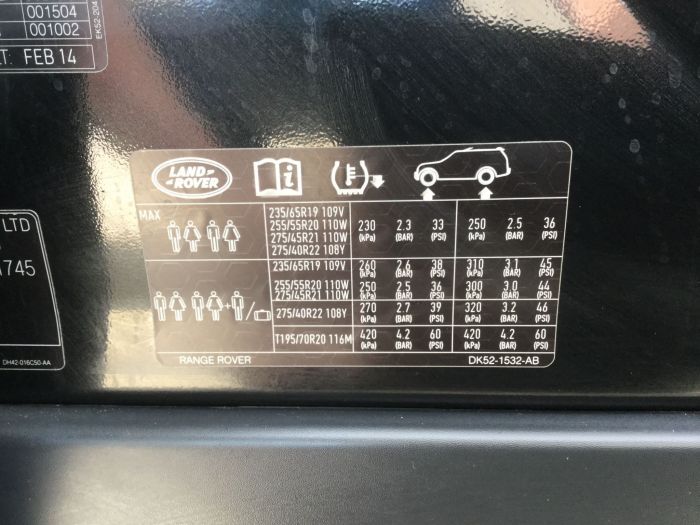 001504
001002
LT: FEB 14
EK52-204
LTD
A745
DH42-016C50-AA
LAND
ROVER
MAX
235/65R19 109V
255/55R20 110W
275/45R21 110W
275/40R22 108Y
230 (kPa) 2.3 (BAR) 33 (PSI) 250 (kPa) 2.5 (BAR) 36 (PSI)
235/65R19 109V 260 (kPa) 2.6 (BAR) 38 (PSI) 310 (kPa) 3.1 (BAR) 45 (PSI)
255/55R20 110W
275/45R21 110W
250 (kPa) 2.5 (BAR) 36 (PSI) 300 (kPa) 3.0 (BAR) 44 (PSI)
275/40R22 108Y 270 (kPa) 2.7 (BAR) 39 (PSI) 320 (kPa) 3.2 (BAR) 46 (PSI)
T195/70R20 116M 420 (kPa) 4.2 (BAR) 60 (PSI) 420 (kPa) 4.2 (BAR) 60 (PSI)
RANGE ROVER DK52-1532-AB